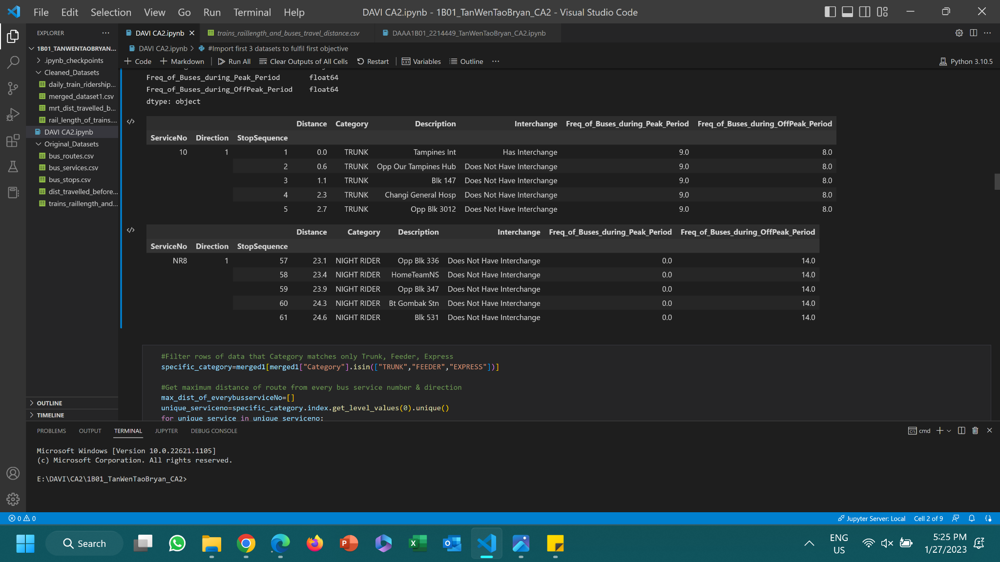 File Edit Selection View Go Run Terminal Help DAVI CA2.ipynb - 1B01_TanWenTaoBryan_CA2 - Visual Studio Code
EXPLORER ···
DAVI CA2.ipynb
trains_raillength_and_buses_travel_distance.csv
DAAA1B01_2214449_TanWenTaoBryan_CA2.ipynb
1B01_TANWENTAOBRYAN...
.ipynb_checkpoints
Cleaned_Datasets
daily_train_ridership...
merged_dataset1.csv
mrt_dist_travelled_b...
rail_length_of_trains....
DAVI CA2.ipynb
Original_Datasets
bus_routes.csv
bus_services.csv
bus_stops.csv
dist_travelled_before...
trains_raillength_and...
OUTLINE
TIMELINE
DAVI CA2.ipynb > #Import first 3 datasets to fulfil first objective
+ Code + Markdown Run All Clear Outputs of All Cells Restart Variables Outline ··· Python 3.10.5
Freq_of_Buses_during_Peak_Period float64
Freq_of_Buses_during_OffPeak_Period float64
dtype: object
Distance Category Description Interchange Freq_of_Buses_during_Peak_Period Freq_of_Buses_during_OffPeak_Period
ServiceNo Direction StopSequence
10 1 1 0.0 TRUNK Tampines Int Has Interchange 9.0 8.0
2 0.6 TRUNK Opp Our Tampines Hub Does Not Have Interchange 9.0 8.0
3 1.1 TRUNK Blk 147 Does Not Have Interchange 9.0 8.0
4 2.3 TRUNK Changi General Hosp Does Not Have Interchange 9.0 8.0
5 2.7 TRUNK Opp Blk 3012 Does Not Have Interchange 9.0 8.0
Distance Category Description Interchange Freq_of_Buses_during_Peak_Period Freq_of_Buses_during_OffPeak_Period
ServiceNo Direction StopSequence
NR8 1 57 23.1 NIGHT RIDER Opp Blk 336 Does Not Have Interchange 0.0 14.0
58 23.4 NIGHT RIDER HomeTeamNS Does Not Have Interchange 0.0 14.0
59 23.9 NIGHT RIDER Opp Blk 347 Does Not Have Interchange 0.0 14.0
60 24.3 NIGHT RIDER Bt Gombak Stn Does Not Have Interchange 0.0 14.0
61 24.6 NIGHT RIDER Blk 531 Does Not Have Interchange 0.0 14.0
#Filter rows of data that Category matches only Trunk, Feeder, Express
specific_category=merged1[merged1["Category"].isin(["TRUNK","FEEDER","EXPRESS"])]
#Get maximum distance of route from every bus service number & direction
max_dist_of_everybusserviceNo=[]
unique_serviceno=specific_category.index.get_level_values(0).unique()
for unique_service in unique_serviceno:
PROBLEMS OUTPUT TERMINAL JUPYTER DEBUG CONSOLE cmd
Microsoft Windows [Version 10.0.22621.1105]
(c) Microsoft Corporation. All rights reserved.
E:\DAVI\CA2\1B01_TanWenTaoBryan_CA2>
0 0 Jupyter Server: Local Cell 2 of 9
Search
ENG
US
5:25 PM
1/27/2023